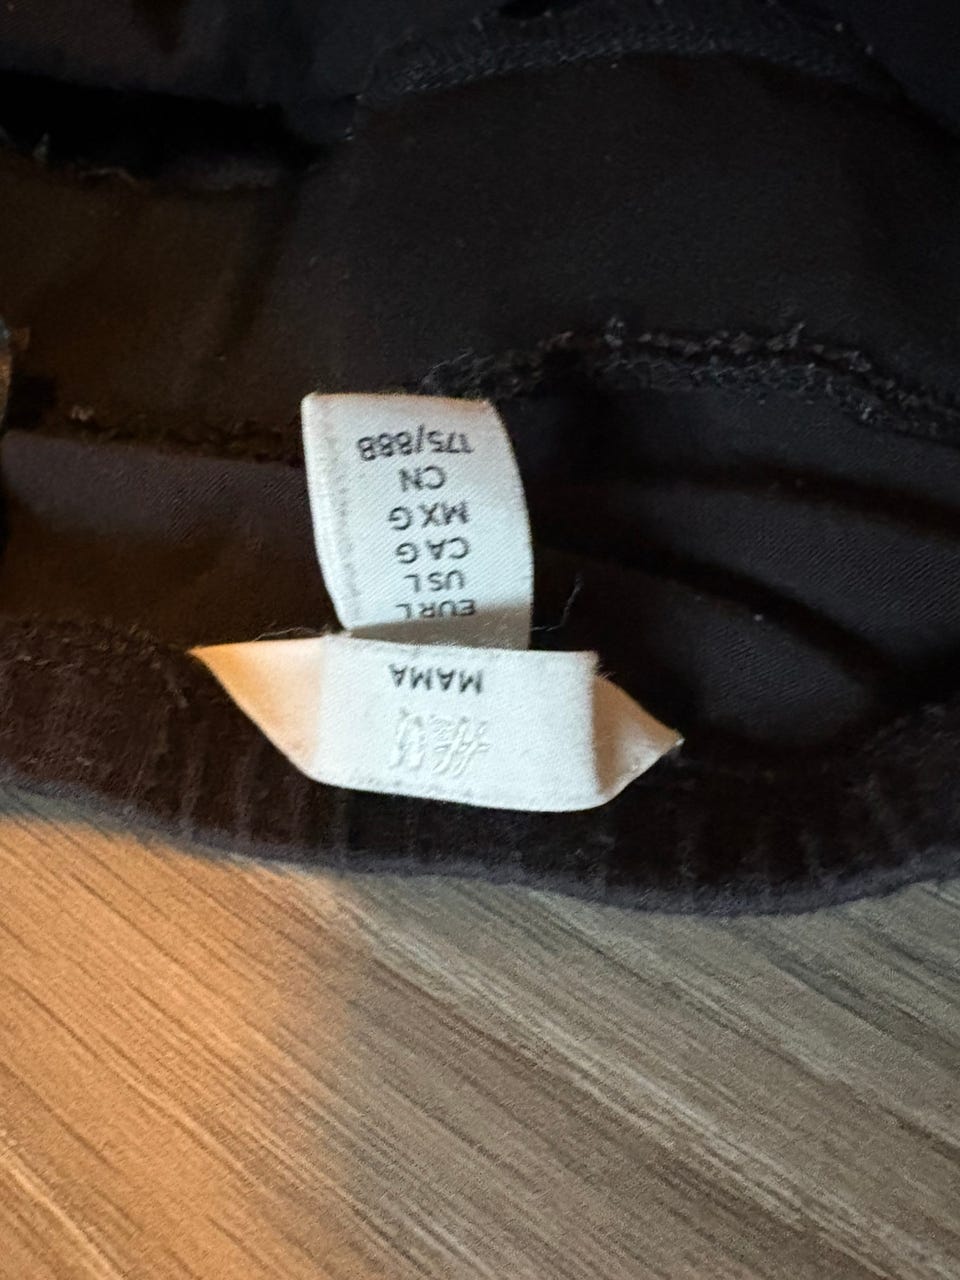 H&M
MAMA
EUR L
US L
CA G
MX G
CN
175/88B